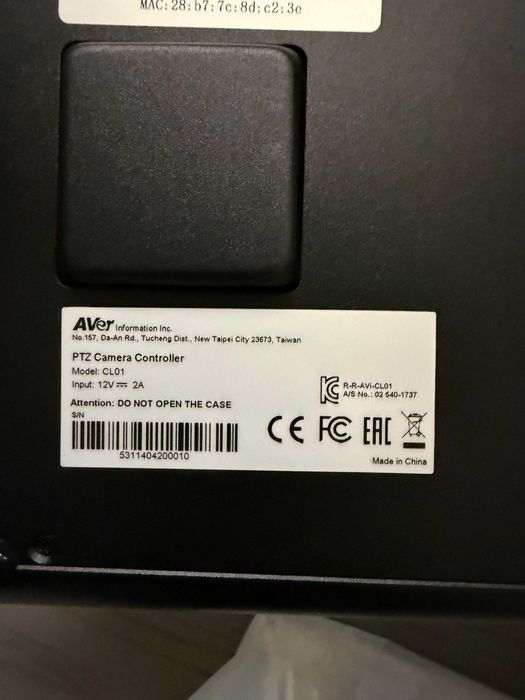 MAC:28:b7:7c:8d:c2:3e
AVer Information Inc.
No.157, Da-An Rd., Tucheng Dist., New Taipei City 23673, Taiwan
PTZ Camera Controller
Model: CL01
Input: 12V⎓ 2A
R-R-AVi-CL01
A/S No.: 02 540-1737
Attention: DO NOT OPEN THE CASE
S/N
5311404200010
CE FC EAC
Made in China